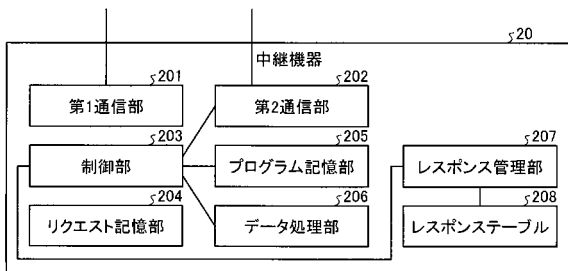 20
中継機器
201
第1通信部
202
第2通信部
203
制御部
205
プログラム記憶部
207
レスポンス管理部
204
リクエスト記憶部
206
データ処理部
208
レスポンステーブル